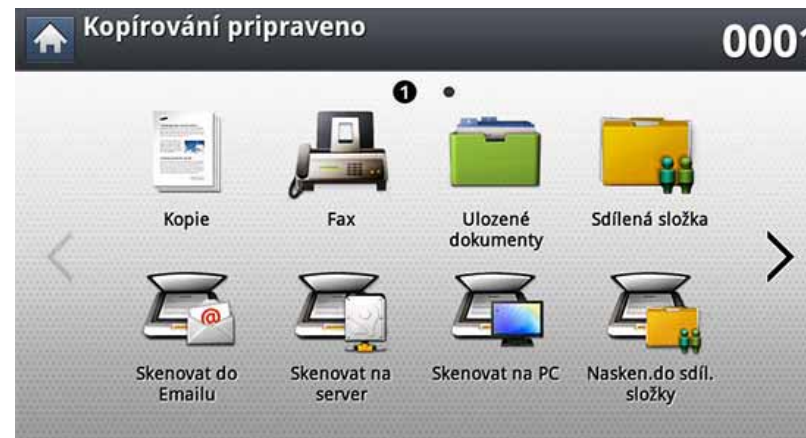 Kopírování pripraveno
0001
1
Kopie
Fax
Ulozené
dokumenty
Sdílená složka
Skenovat do
Emailu
Skenovat na
server
Skenovat na PC
Nasken.do sdíl.
složky